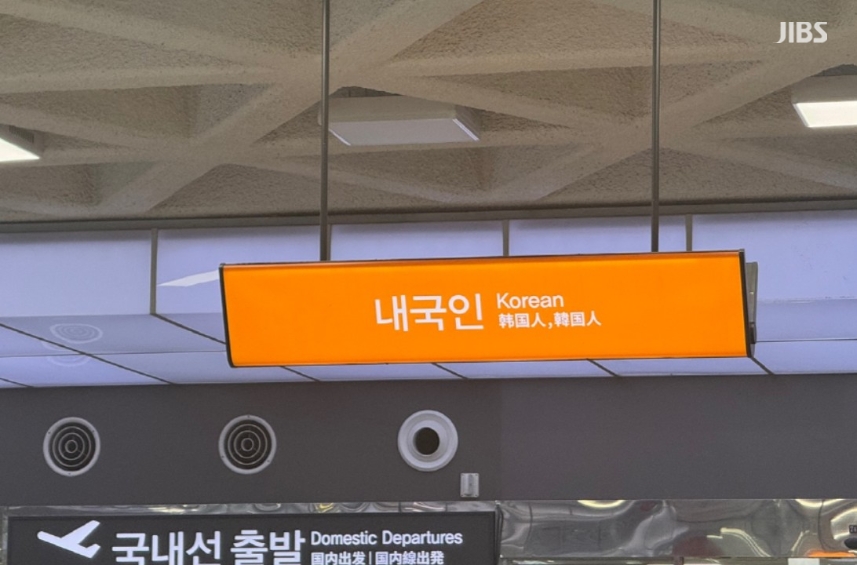 JIBS
내국인 Korean
韩国人,韓国人
국내선 출발 Domestic Departures
国内出发 | 国内線出発